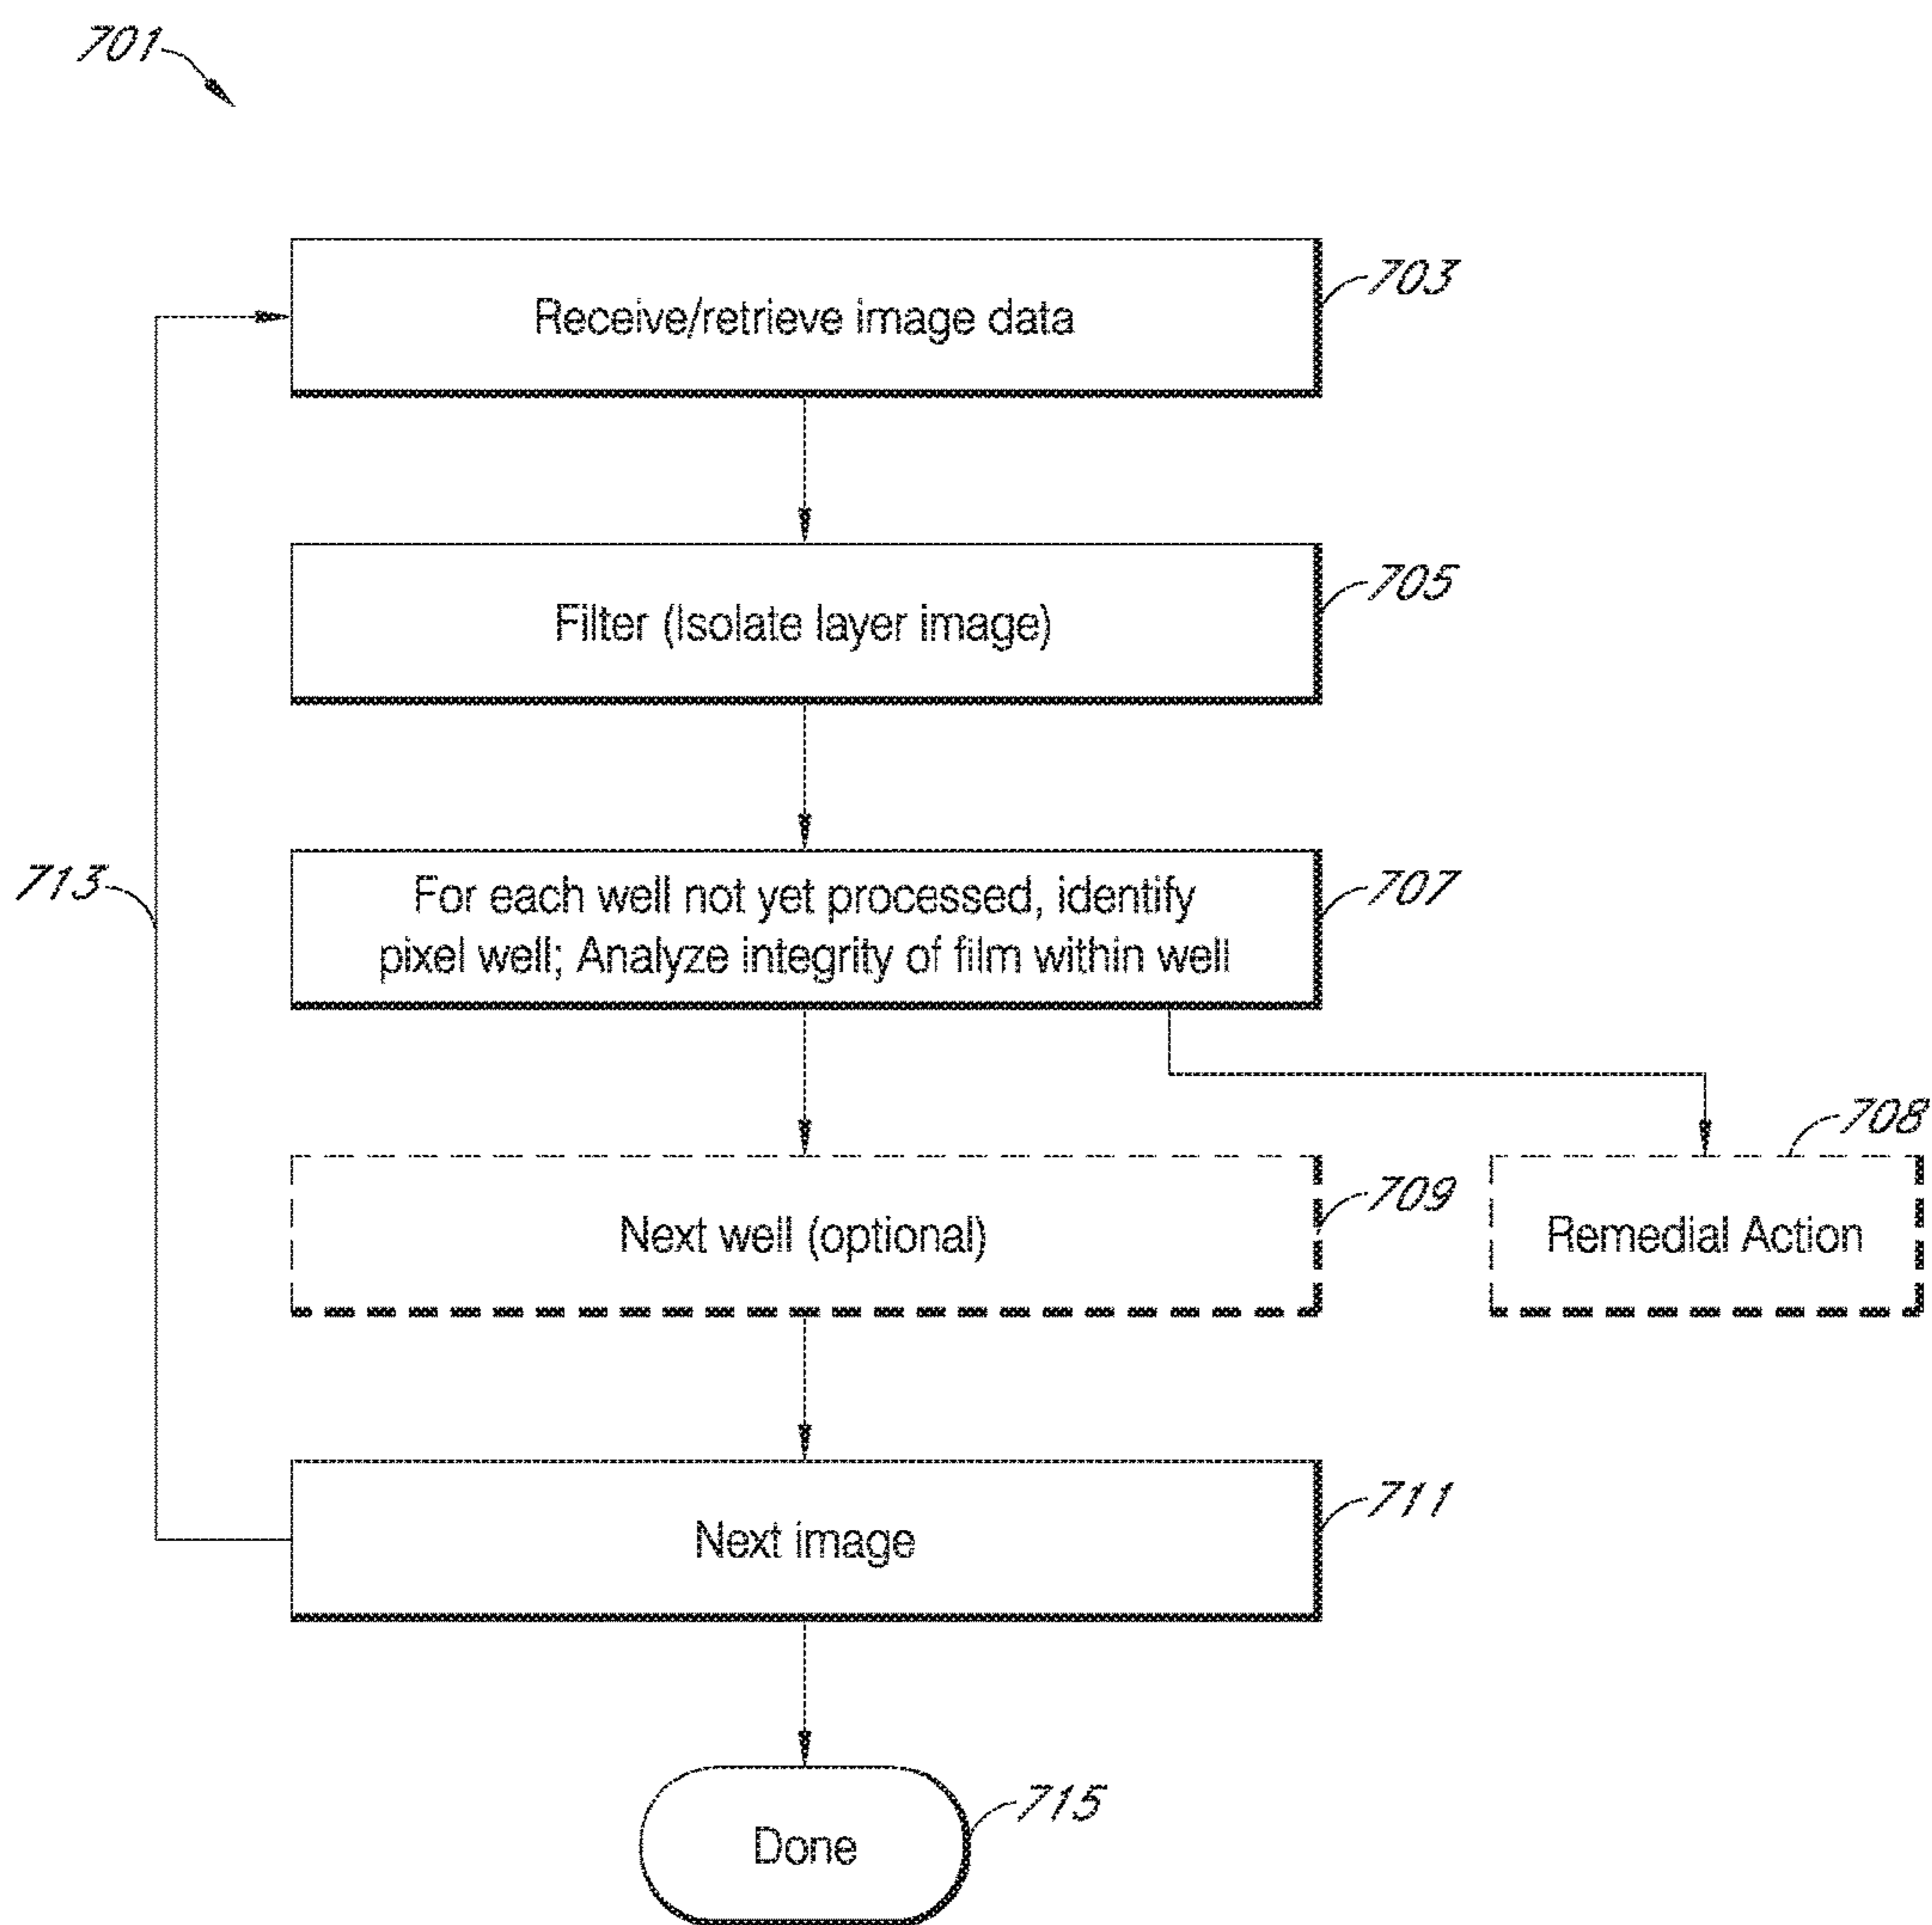 701
Receive/retrieve image data
703
Filter (Isolate layer image)
705
For each well not yet processed, identify
pixel well; Analyze integrity of film within well
707
713
708
Next well (optional)
709
Remedial Action
Next image
711
Done
715